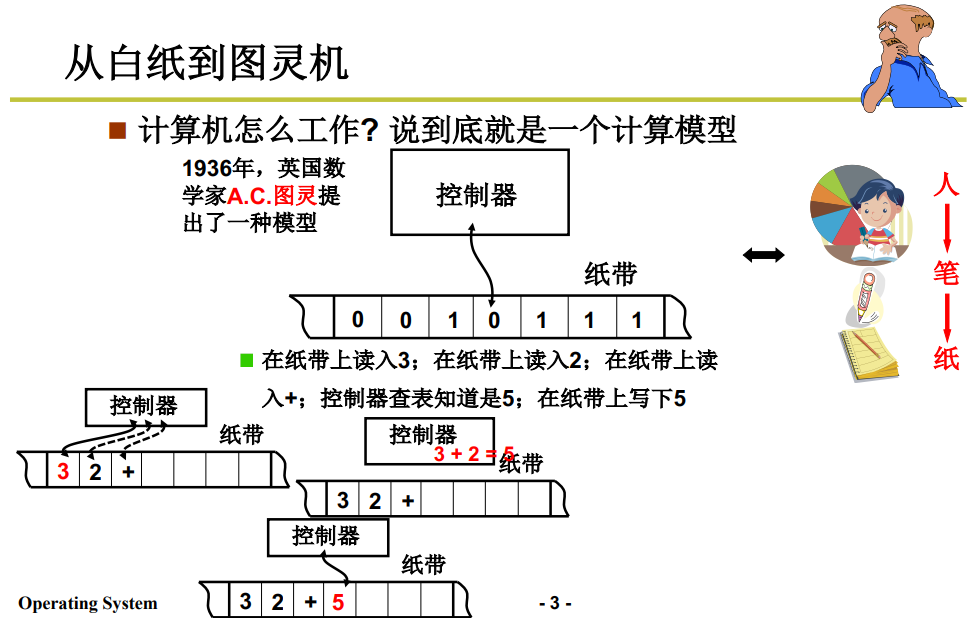 从白纸到图灵机
计算机怎么工作? 说到底就是一个计算模型
1936年，英国数
学家A.C.图灵提
出了一种模型
控制器
纸带
0 0 1 0 1 1 1
人
笔
纸
在纸带上读入3；在纸带上读入2；在纸带上读
入+；控制器查表知道是5；在纸带上写下5
控制器
纸带
3 2 +
控制器
3 + 2 = 5
纸带
3 2 +
控制器
纸带
3 2 + 5
Operating System
- 3 -